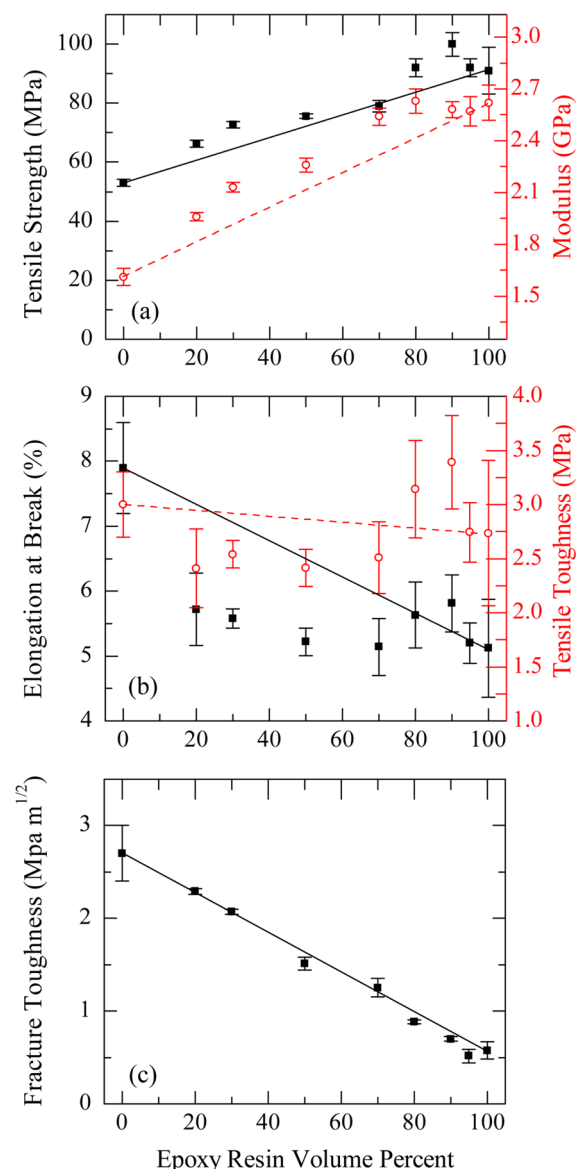 Tensile Strength (MPa)
100
80
60
40
20
0
(a)
3.0
2.7
2.4
2.1
1.8
1.5
Modulus (GPa)
0 20 40 60 80 100
Elongation at Break (%)
9
8
7
6
5
4
(b)
4.0
3.5
3.0
2.5
2.0
1.5
1.0
Tensile Toughness (MPa)
0 20 40 60 80 100
Fracture Toughness (Mpa m^1/2)
3
2
1
0
(c)
0 20 40 60 80 100
Epoxy Resin Volume Percent